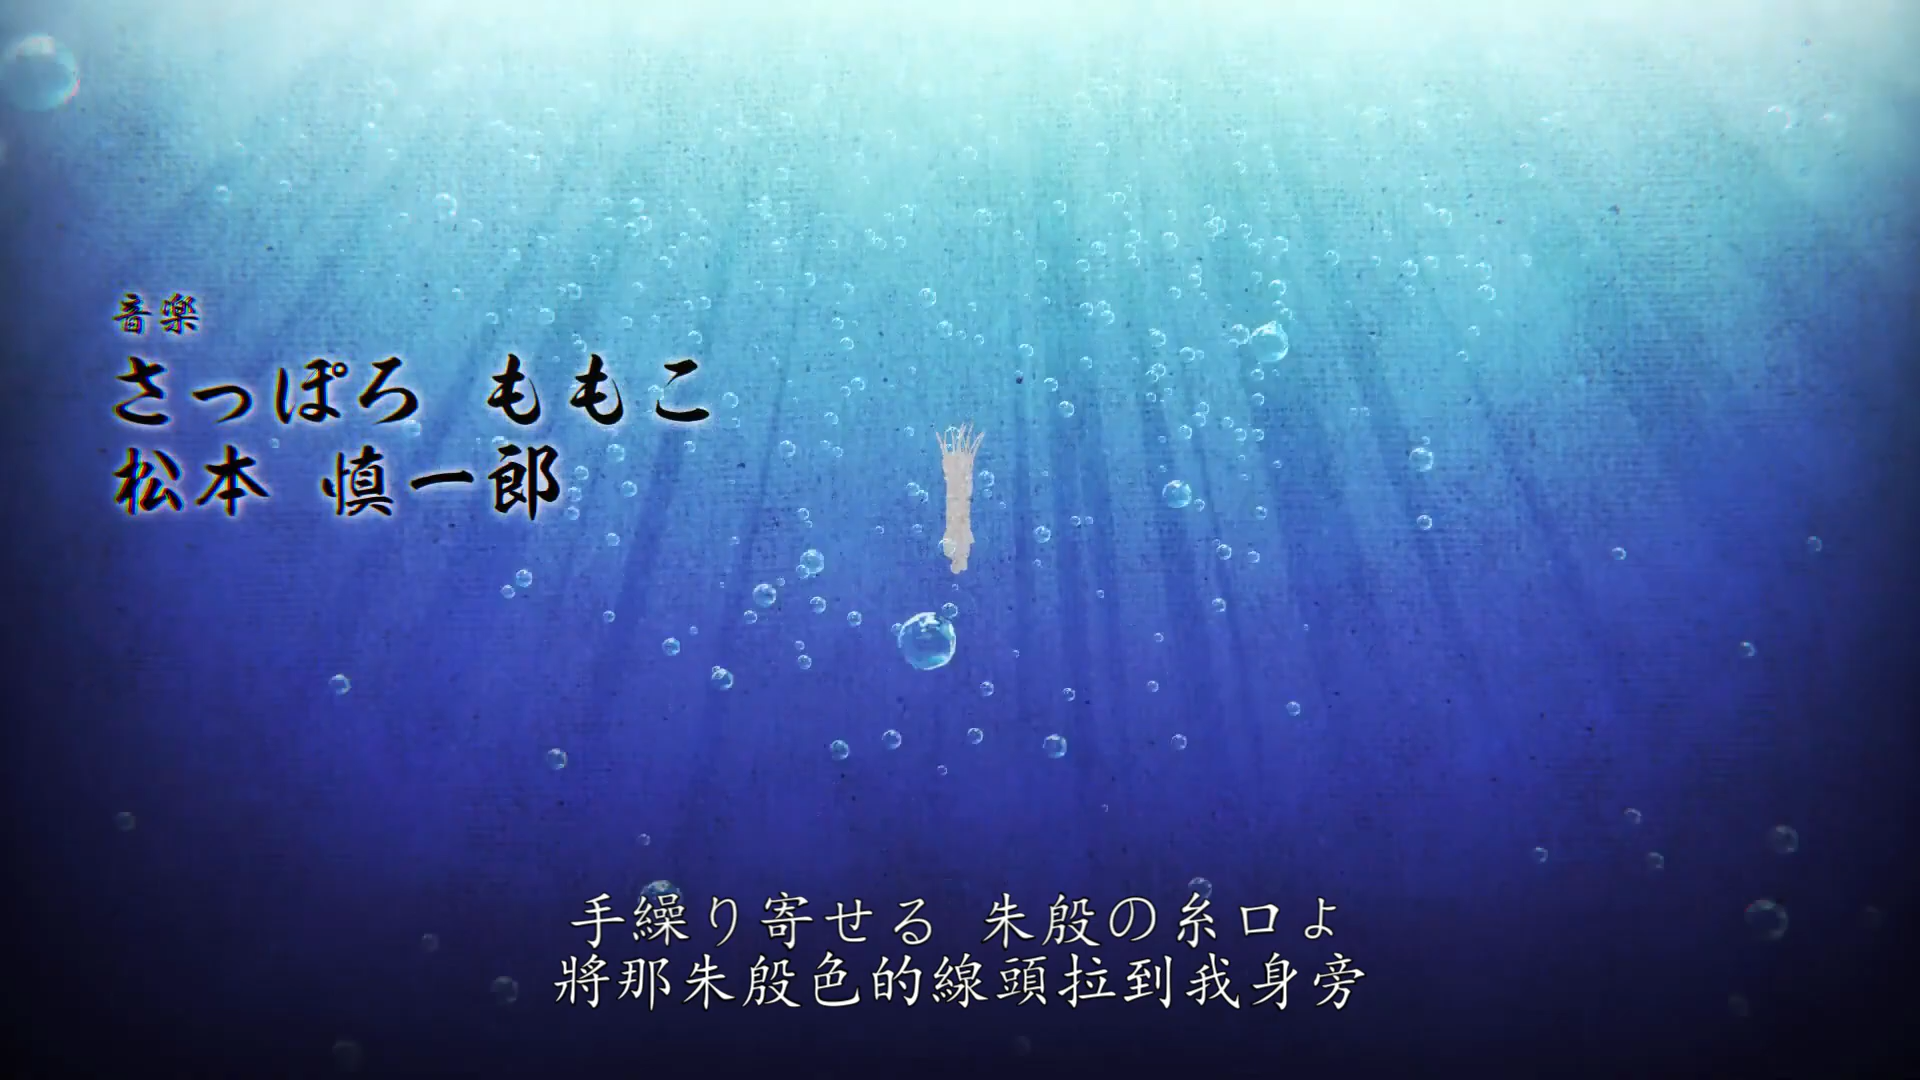 音楽
さっぽろ ももこ
松本 慎一郎
手繰り寄せる 朱殷の糸口よ
將那朱殷色的線頭拉到我身旁